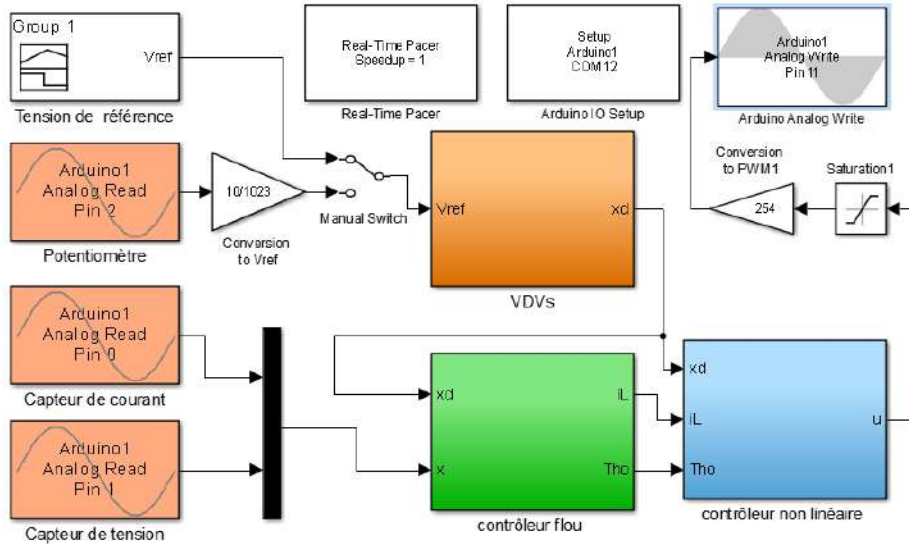 Group 1
Vref
Tension de référence
Real-Time Pacer
Speedup = 1
Real-Time Pacer
Setup
Arduino1
COM12
Arduino IO Setup
Arduino1
Analog Write
Pin 11
Arduino Analog Write
Arduino1
Analog Read
Pin 2
Potentiomètre
10/1023
Conversion
to Vref
Manual Switch
Vref
xd
VDVs
Conversion
to PWM1
254
Saturation1
Arduino1
Analog Read
Pin 0
Capteur de courant
Arduino1
Analog Read
Pin 1
Capteur de tension
xd
x
iL
Tho
contrôleur flou
xd
iL
Tho
u
contrôleur non linéaire